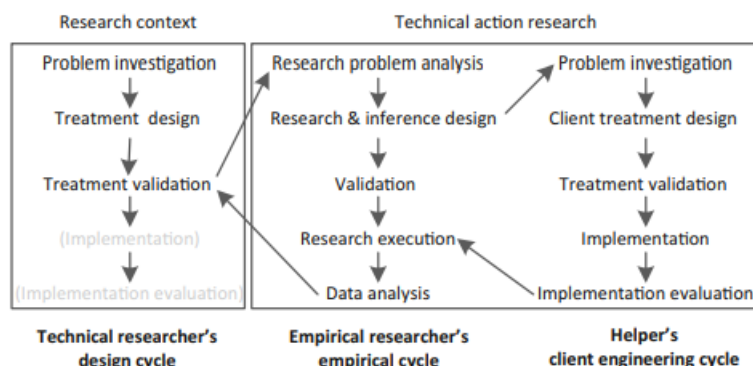 Research context
Technical action research
Problem investigation
Treatment design
Treatment validation
(Implementation)
(Implementation evaluation)
Research problem analysis
Research & inference design
Validation
Research execution
Data analysis
Problem investigation
Client treatment design
Treatment validation
Implementation
Implementation evaluation
Technical researcher's
design cycle
Empirical researcher's
empirical cycle
Helper's
client engineering cycle